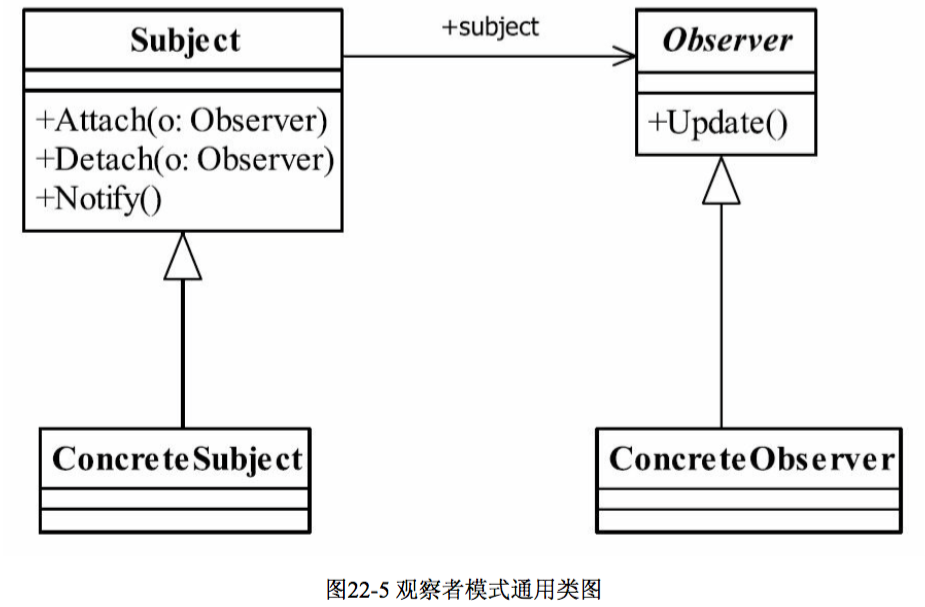 Subject
+subject
Observer
+Attach(o: Observer)
+Detach(o: Observer)
+Notify()
+Update()
ConcreteSubject
ConcreteObserver
图22-5 观察者模式通用类图